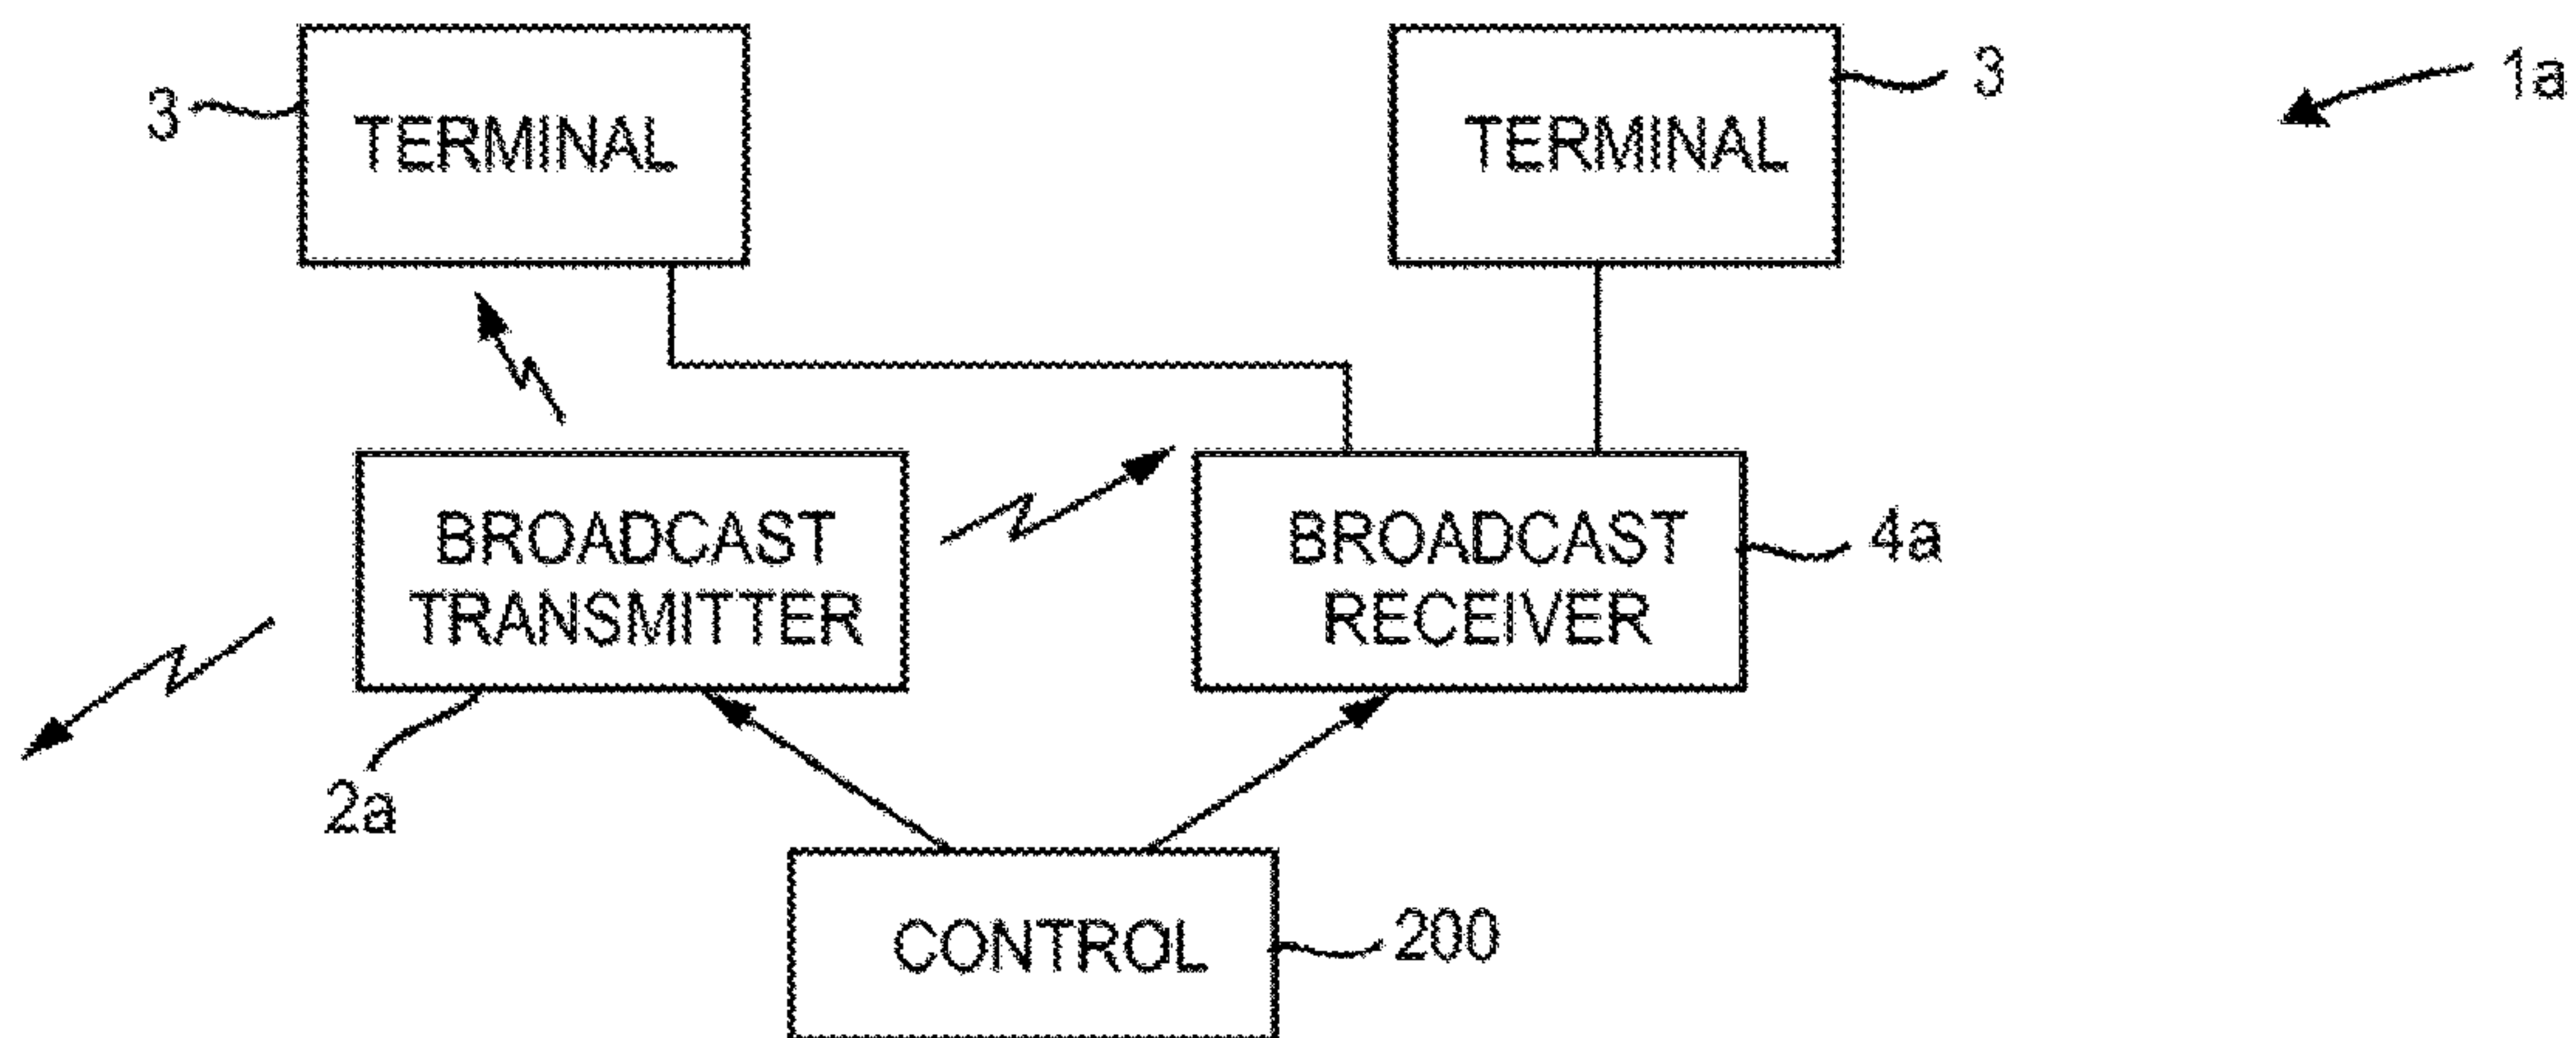 3
TERMINAL
TERMINAL
3
1a
BROADCAST
TRANSMITTER
BROADCAST
RECEIVER
4a
2a
CONTROL
200